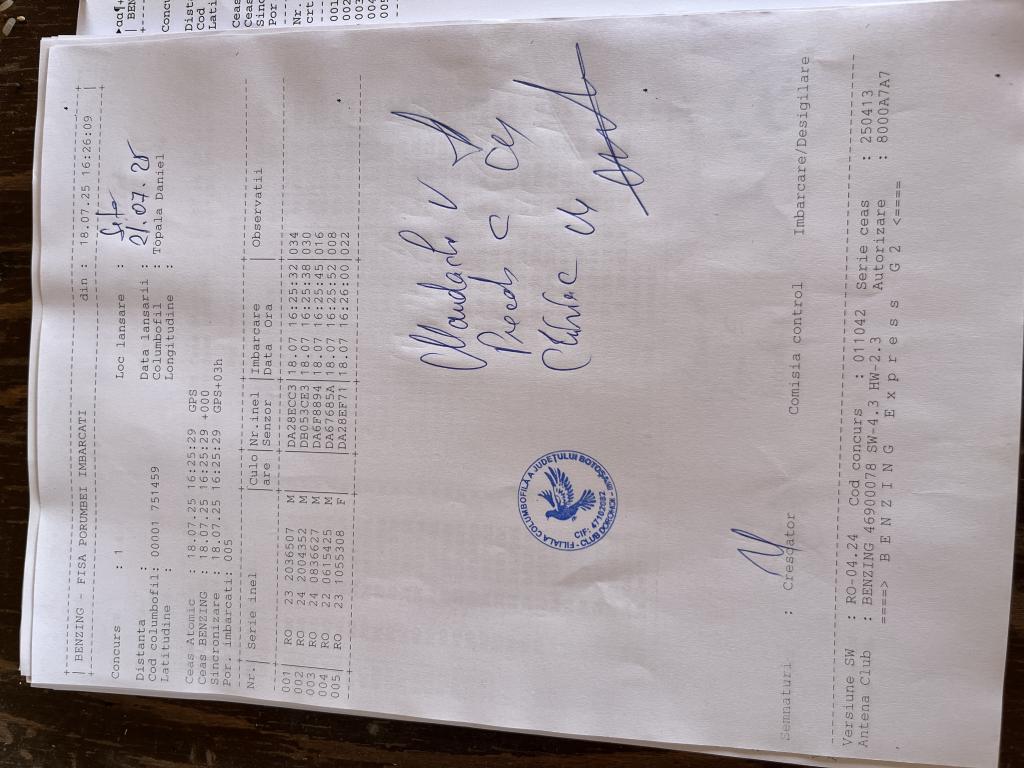 +---------------------------------------------------------------+
| BENZING - FISA PORUMBEI IMBARCATI din : 18.07.25 16:26:09 |
+---------------------------------------------------------------+
Concurs : 1 Loc lansare :
Distanta : Data lansarii : 21.07.25
Cod columbofil: 00001 751459 Columbofil : Topala Daniel
Latitudine : Longitudine :
Ceas Atomic : 18.07.25 16:25:29 GPS
Ceas BENZING : 18.07.25 16:25:29 +000
Sincronizare : 18.07.25 16:25:29 GPS+03h
Por. imbarcati: 005
Nr.| Serie inel |Culo|Nr.inel |Imbarcare | Observatii
crt| |are |Senzor |Data Ora |
001| RO 23 2036507 M |DA28ECC3|18.07 16:25:32|034
002| RO 24 2004352 M |DB053CE3|18.07 16:25:38|030
003| RO 24 0836627 M |DA6F8894|18.07 16:25:45|016
004| RO 22 0615425 M |DA67685A|18.07 16:25:52|008
005| RO 23 1055308 F |DA28EF71|18.07 16:26:00|022
FILIALA COLUMBOFILĂ A JUDEȚULUI BOTOȘANI
CIF: 47102692
- CLUB DOROHOI -
Semnaturi : Crescator Comisia control Imbarcare/Desigilare
Versiune SW : RO-04.24 Cod concurs : 011042 Serie ceas : 250413
Antena Club : BENZING 46900078 SW-4.3 HW-2.3 Autorizare : 8000A7A7
====> B E N Z I N G E x p r e s s G 2 <====